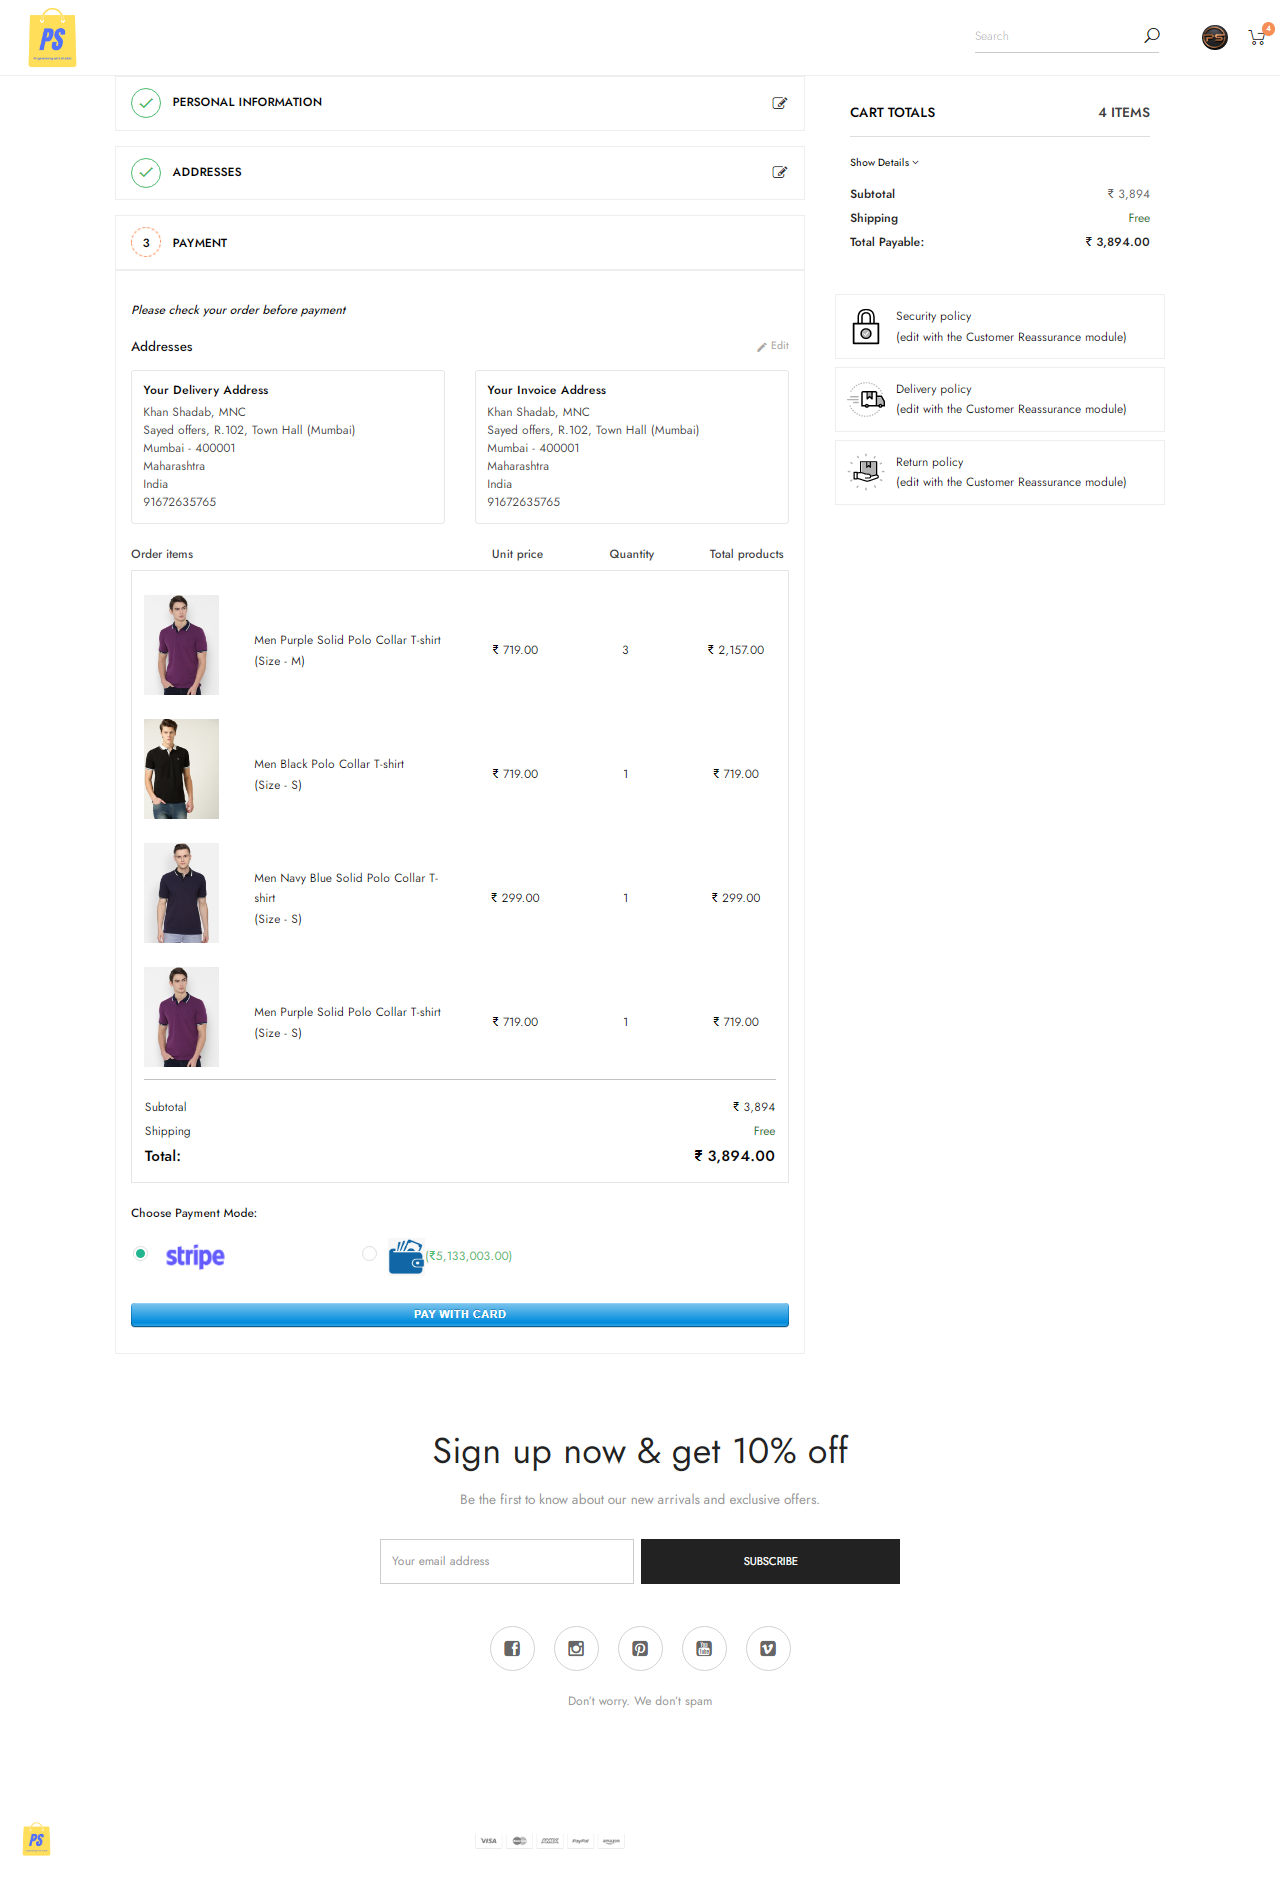 PS
Search
PS
4
PERSONAL INFORMATION
ADDRESSES
3 PAYMENT
Please check your order before payment
Addresses
Edit
Your Delivery Address
Khan Shadab, MNC
Sayed offers, R.102, Town Hall (Mumbai)
Mumbai - 400001
Maharashtra
India
91672635765
Your Invoice Address
Khan Shadab, MNC
Sayed offers, R.102, Town Hall (Mumbai)
Mumbai - 400001
Maharashtra
India
91672635765
Order items Unit price Quantity Total products
Men Purple Solid Polo Collar T-shirt
(Size - M)
₹ 719.00 3 ₹ 2,157.00
Men Black Polo Collar T-shirt
(Size - S)
₹ 719.00 1 ₹ 719.00
Men Navy Blue Solid Polo Collar T-
shirt
(Size - S)
₹ 299.00 1 ₹ 299.00
Men Purple Solid Polo Collar T-shirt
(Size - S)
₹ 719.00 1 ₹ 719.00
Subtotal ₹ 3,894
Shipping Free
Total: ₹ 3,894.00
Choose Payment Mode:
stripe
(₹5,133,003.00)
PAY WITH CARD
CART TOTALS 4 ITEMS
Show Details
Subtotal ₹ 3,894
Shipping Free
Total Payable: ₹ 3,894.00
Security policy
(edit with the Customer Reassurance module)
Delivery policy
(edit with the Customer Reassurance module)
Return policy
(edit with the Customer Reassurance module)
Sign up now & get 10% off
Be the first to know about our new arrivals and exclusive offers.
Your email address
SUBSCRIBE
You
Tube
Don't worry. We don't spam
PS
VISA
PayPal
amazon